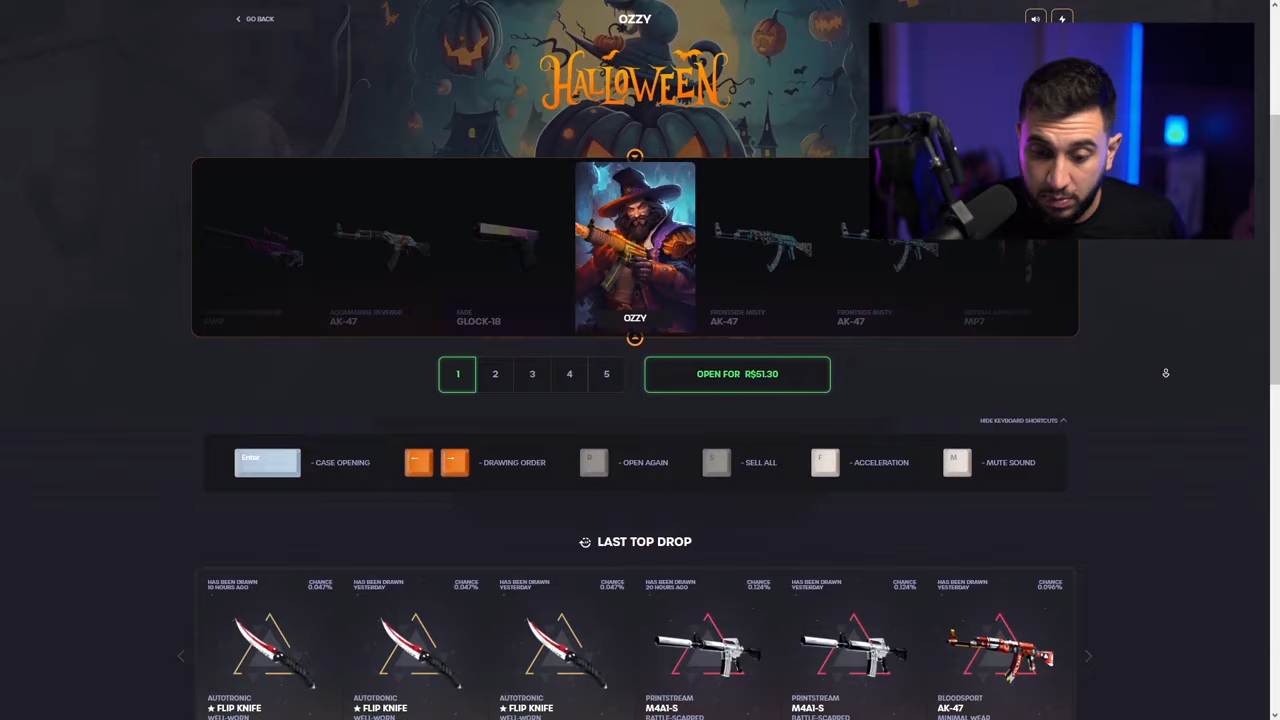 GO BACK
OZZY
HALLOWEEN
AWP
AQUAMARINE REVENGE
AK-47
FADE
GLOCK-18
OZZY
FRONTSIDE MISTY
AK-47
FRONTSIDE MISTY
AK-47
MP7
1
2
3
4
5
OPEN FOR R$51.30
HIDE KEYBOARD SHORTCUTS
Enter
- CASE OPENING
- DRAWING ORDER
R
- OPEN AGAIN
S
- SELL ALL
F
- ACCELERATION
M
- MUTE SOUND
LAST TOP DROP
HAS BEEN DRAWN
10 HOURS AGO
CHANCE
0.047%
AUTOTRONIC
★ FLIP KNIFE
WELL-WORN
HAS BEEN DRAWN
YESTERDAY
CHANCE
0.047%
AUTOTRONIC
★ FLIP KNIFE
WELL-WORN
HAS BEEN DRAWN
YESTERDAY
CHANCE
0.047%
AUTOTRONIC
★ FLIP KNIFE
WELL-WORN
HAS BEEN DRAWN
20 HOURS AGO
CHANCE
0.124%
PRINTSTREAM
M4A1-S
BATTLE-SCARRED
HAS BEEN DRAWN
YESTERDAY
CHANCE
0.124%
PRINTSTREAM
M4A1-S
BATTLE-SCARRED
HAS BEEN DRAWN
YESTERDAY
CHANCE
0.096%
BLOODSPORT
AK-47
MINIMAL WEAR